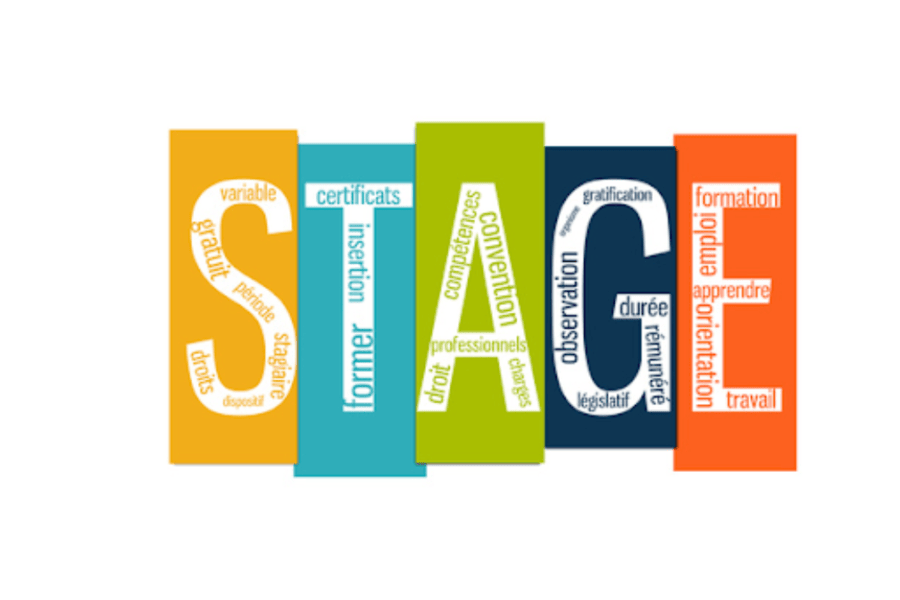 STAGE
variable
gratuit
période
stagiaire
droits
dispositif
certificats
insertion
former
compétences
convention
professionnels
droit
charges
gratification
organisme
observation
durée
rémunéré
législatif
formation
emploi
apprendre
orientation
travail